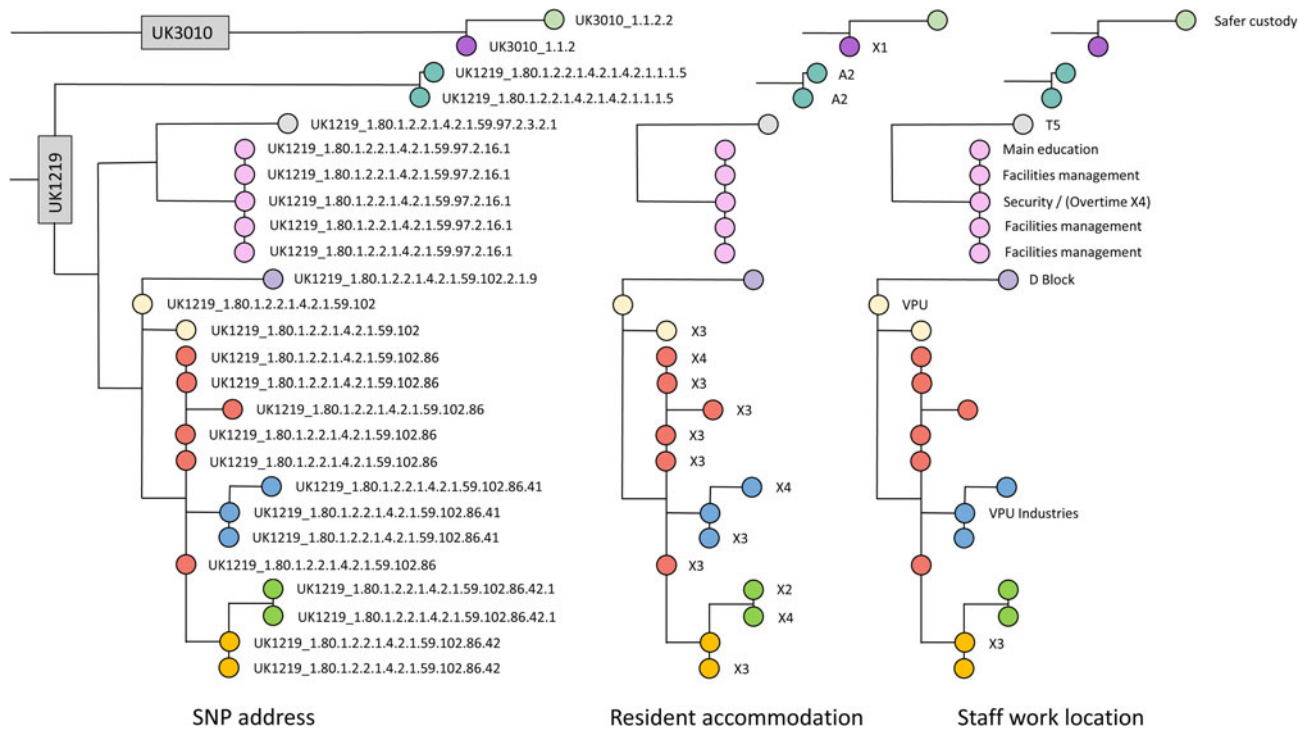 UK3010
UK3010_1.1.2.2
Safer custody
UK3010_1.1.2
X1
UK1219_1.80.1.2.2.1.4.2.1.4.2.1.1.1.5
A2
UK1219_1.80.1.2.2.1.4.2.1.4.2.1.1.1.5
A2
UK1219
UK1219_1.80.1.2.2.1.4.2.1.59.97.2.3.2.1
T5
UK1219_1.80.1.2.2.1.4.2.1.59.97.2.16.1
Main education
UK1219_1.80.1.2.2.1.4.2.1.59.97.2.16.1
Facilities management
UK1219_1.80.1.2.2.1.4.2.1.59.97.2.16.1
Security / (Overtime X4)
UK1219_1.80.1.2.2.1.4.2.1.59.97.2.16.1
Facilities management
UK1219_1.80.1.2.2.1.4.2.1.59.97.2.16.1
Facilities management
UK1219_1.80.1.2.2.1.4.2.1.59.102.2.1.9
D Block
UK1219_1.80.1.2.2.1.4.2.1.59.102
VPU
UK1219_1.80.1.2.2.1.4.2.1.59.102
X3
UK1219_1.80.1.2.2.1.4.2.1.59.102.86
X4
UK1219_1.80.1.2.2.1.4.2.1.59.102.86
X3
UK1219_1.80.1.2.2.1.4.2.1.59.102.86
X3
UK1219_1.80.1.2.2.1.4.2.1.59.102.86
X3
UK1219_1.80.1.2.2.1.4.2.1.59.102.86
X3
UK1219_1.80.1.2.2.1.4.2.1.59.102.86.41
X4
UK1219_1.80.1.2.2.1.4.2.1.59.102.86.41
VPU Industries
UK1219_1.80.1.2.2.1.4.2.1.59.102.86.41
X3
UK1219_1.80.1.2.2.1.4.2.1.59.102.86
X3
UK1219_1.80.1.2.2.1.4.2.1.59.102.86.42.1
X2
UK1219_1.80.1.2.2.1.4.2.1.59.102.86.42.1
X4
UK1219_1.80.1.2.2.1.4.2.1.59.102.86.42
X3
UK1219_1.80.1.2.2.1.4.2.1.59.102.86.42
X3
SNP address
Resident accommodation
Staff work location